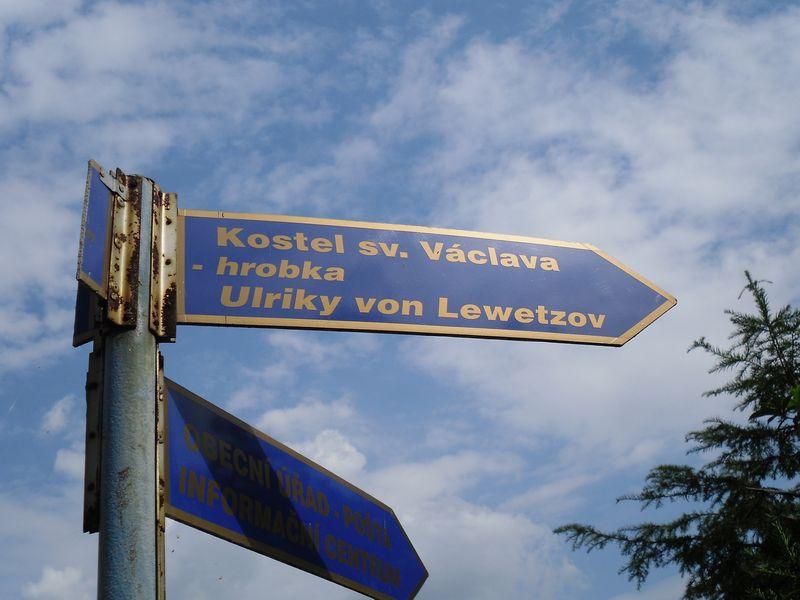 Kostel sv. Václava
- hrobka
Ulriky von Lewetzov
OBECNÍ ÚŘAD - POŠTA
INFORMAČNÍ CENTRUM